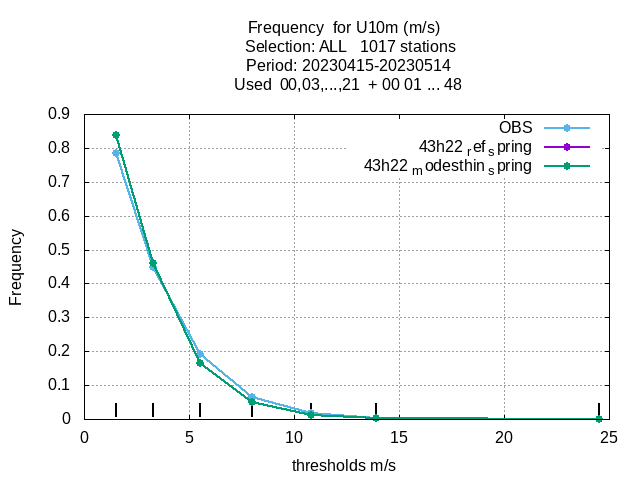 Frequency  for U10m (m/s)
Selection: ALL   1017 stations
Period: 20230415-20230514
Used  00,03,...,21  + 00 01 ... 48
OBS
43h22 ref spring
43h22 modesthin spring
Frequency
0.9
0.8
0.7
0.6
0.5
0.4
0.3
0.2
0.1
0
0 5 10 15 20 25
thresholds m/s